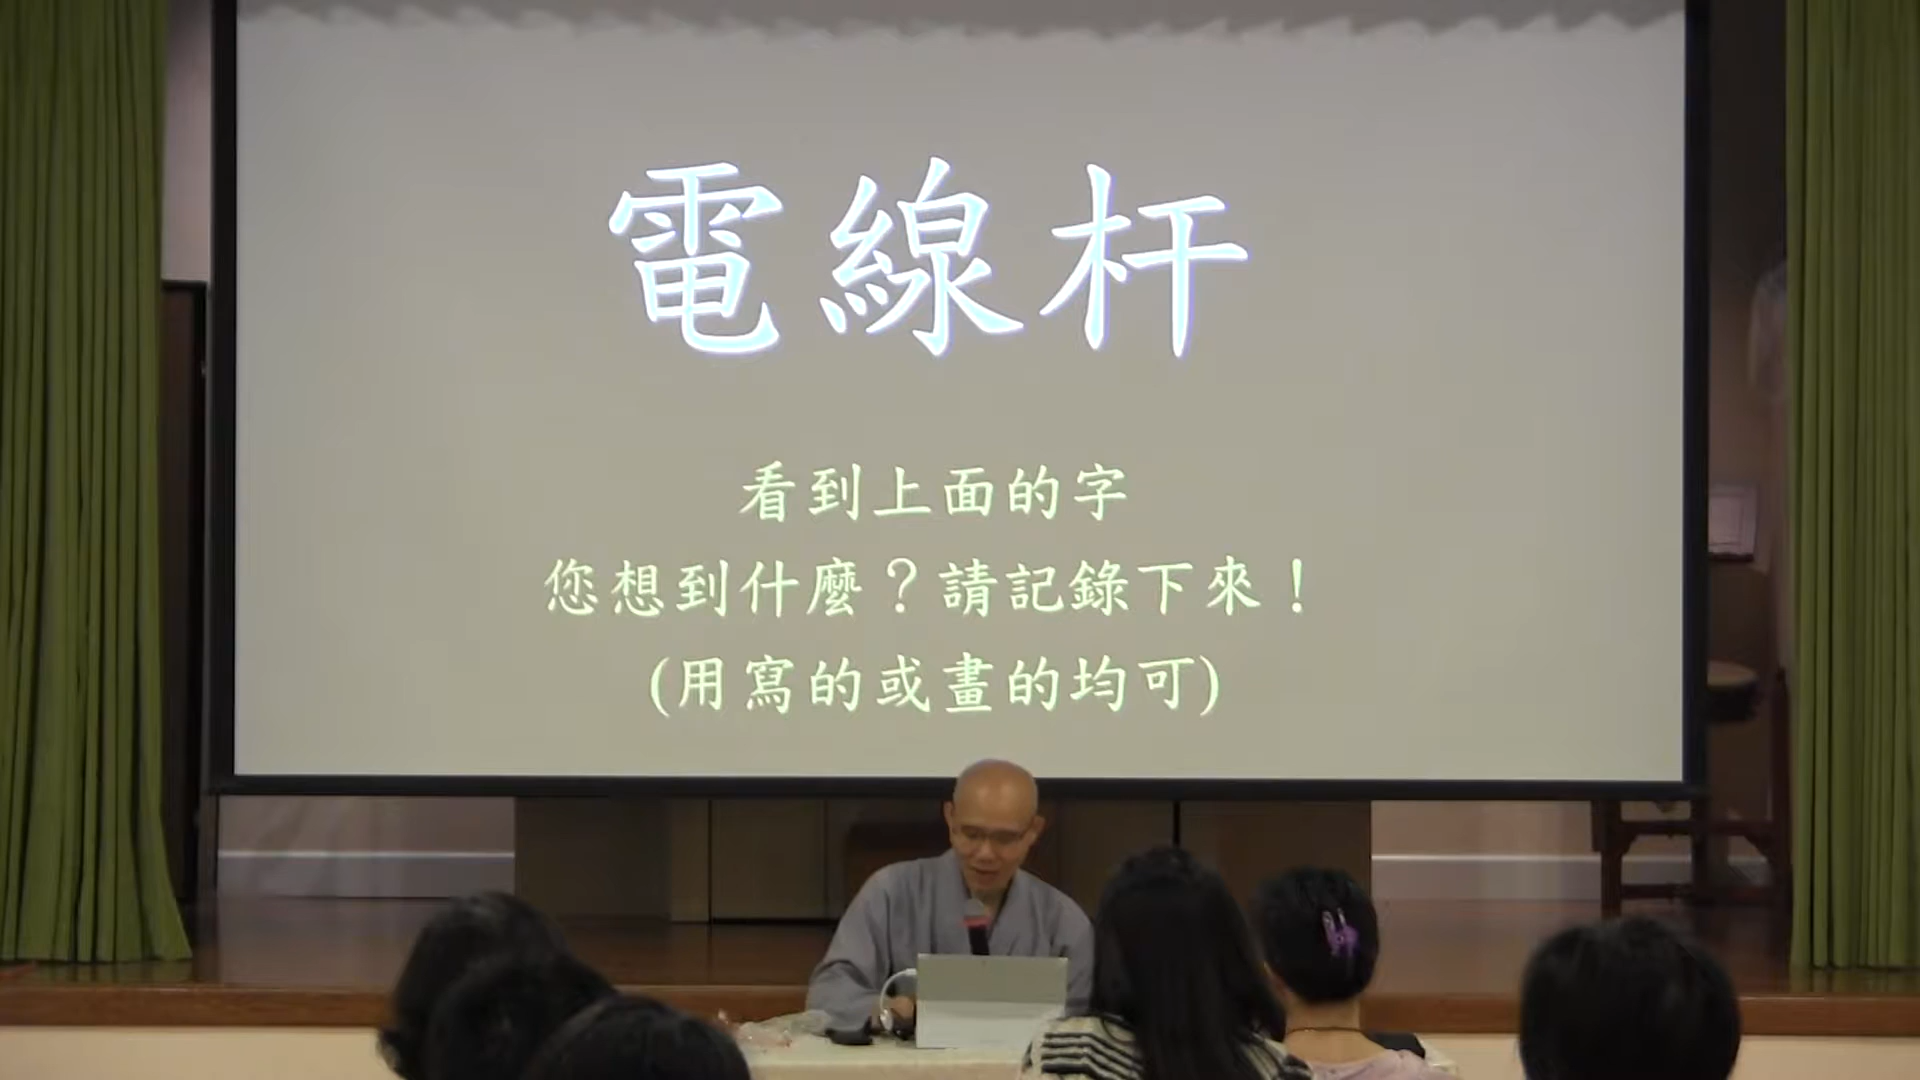 電線杆
看到上面的字
您想到什麼？請記錄下來！
(用寫的或畫的均可)